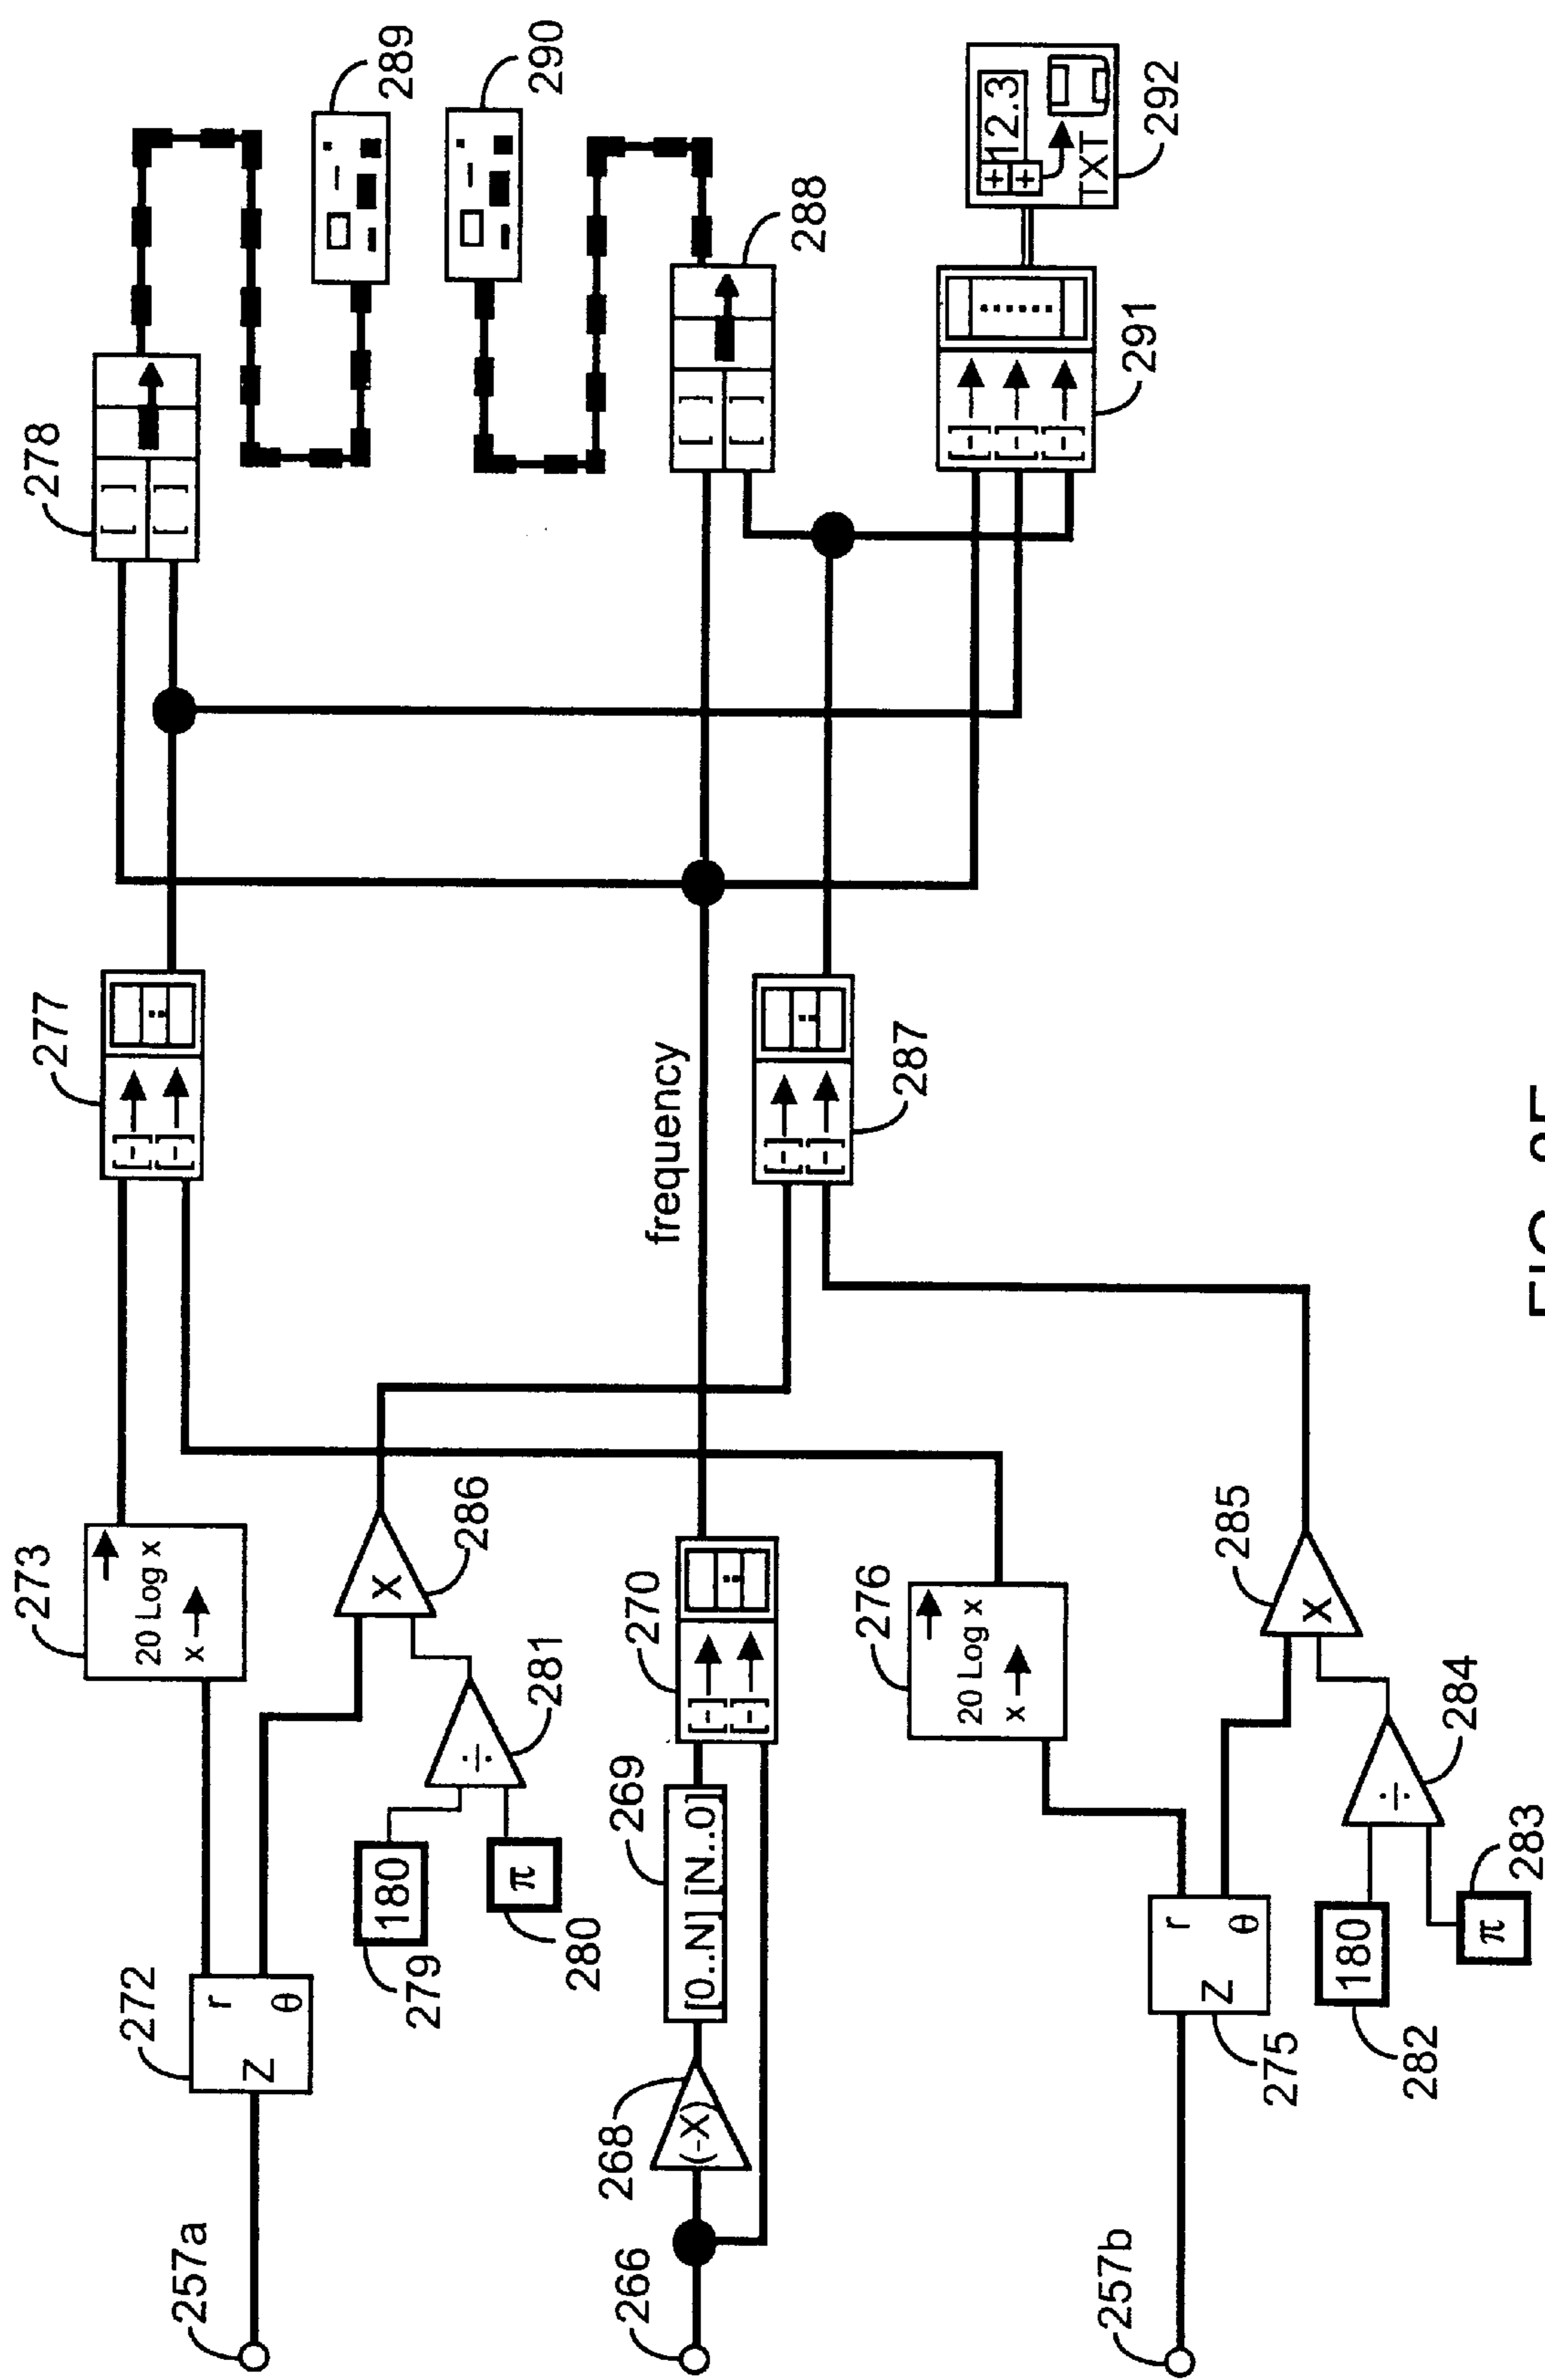 257a
272
Z r
θ
273
20 Log x
x
277
278
[ ]
[ ]
289
279
180
280
π
281
÷
286
X
[-]
[-]
290
266
268
(-X)
269
[0..N] [N..0]
270
[-]
[-]
frequency
287
[-]
[-]
288
[ ]
[ ]
257b
275
Z r
θ
276
20 Log x
x
282
180
283
π
284
÷
285
X
291
[-]
[-]
[-]
292
12.3
TXT